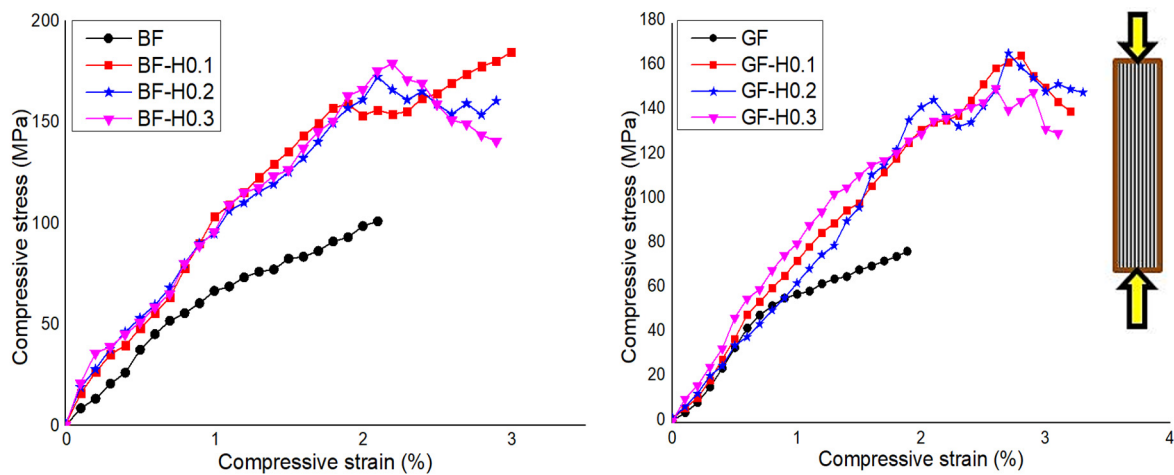 200
150
100
50
0
Compressive stress (MPa)
BF
BF-H0.1
BF-H0.2
BF-H0.3
0
1
2
3
Compressive strain (%)
180
160
140
120
100
80
60
40
20
0
Compressive stress (MPa)
GF
GF-H0.1
GF-H0.2
GF-H0.3
0
1
2
3
4
Compressive strain (%)